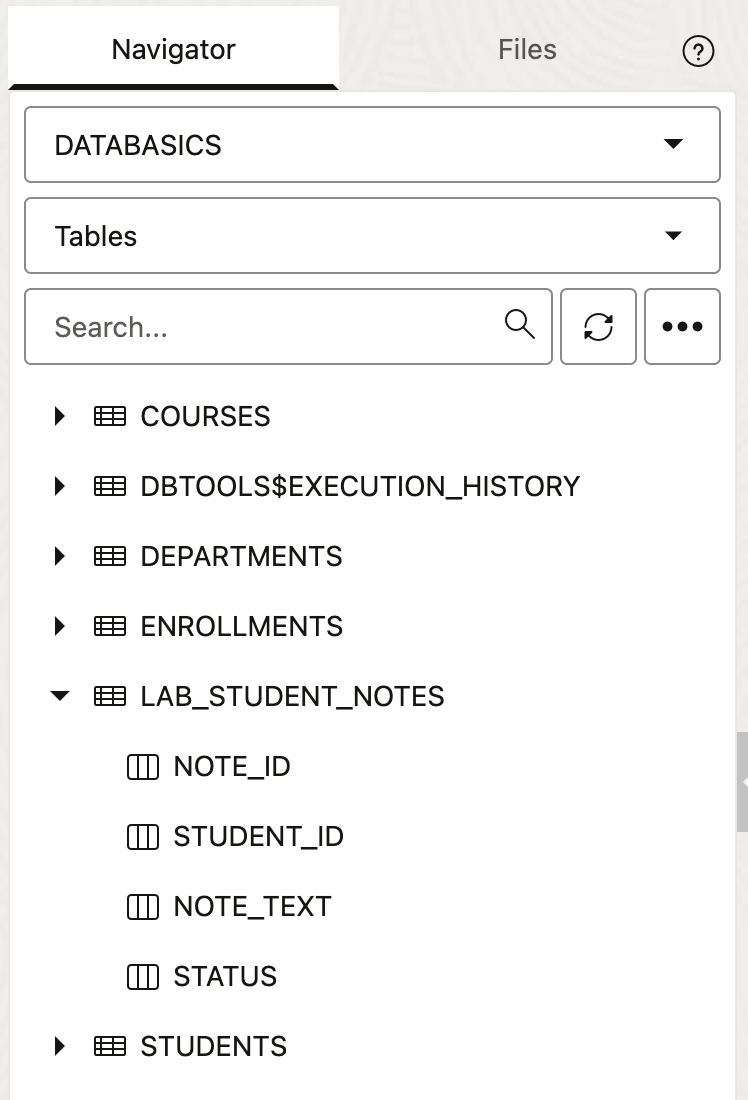 Navigator
Files
?
DATABASICS
Tables
Search...
COURSES
DBTOOLS$EXECUTION_HISTORY
DEPARTMENTS
ENROLLMENTS
LAB_STUDENT_NOTES
NOTE_ID
STUDENT_ID
NOTE_TEXT
STATUS
STUDENTS